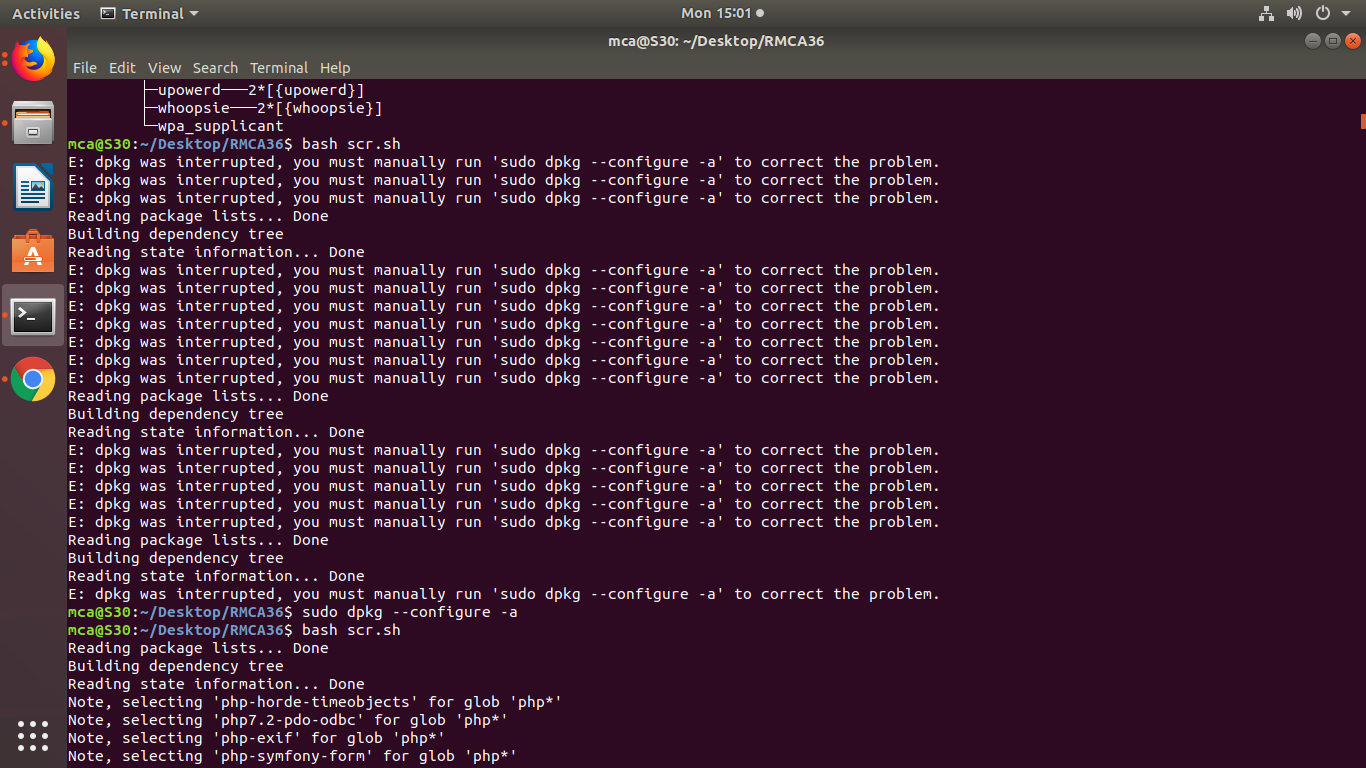 Activities Terminal Mon 15:01
mca@S30: ~/Desktop/RMCA36
File Edit View Search Terminal Help
├─upowerd───2*[{upowerd}]
├─whoopsie───2*[{whoopsie}]
└─wpa_supplicant
mca@S30:~/Desktop/RMCA36$ bash scr.sh
E: dpkg was interrupted, you must manually run 'sudo dpkg --configure -a' to correct the problem.
E: dpkg was interrupted, you must manually run 'sudo dpkg --configure -a' to correct the problem.
E: dpkg was interrupted, you must manually run 'sudo dpkg --configure -a' to correct the problem.
Reading package lists... Done
Building dependency tree
Reading state information... Done
E: dpkg was interrupted, you must manually run 'sudo dpkg --configure -a' to correct the problem.
E: dpkg was interrupted, you must manually run 'sudo dpkg --configure -a' to correct the problem.
E: dpkg was interrupted, you must manually run 'sudo dpkg --configure -a' to correct the problem.
E: dpkg was interrupted, you must manually run 'sudo dpkg --configure -a' to correct the problem.
E: dpkg was interrupted, you must manually run 'sudo dpkg --configure -a' to correct the problem.
E: dpkg was interrupted, you must manually run 'sudo dpkg --configure -a' to correct the problem.
E: dpkg was interrupted, you must manually run 'sudo dpkg --configure -a' to correct the problem.
Reading package lists... Done
Building dependency tree
Reading state information... Done
E: dpkg was interrupted, you must manually run 'sudo dpkg --configure -a' to correct the problem.
E: dpkg was interrupted, you must manually run 'sudo dpkg --configure -a' to correct the problem.
E: dpkg was interrupted, you must manually run 'sudo dpkg --configure -a' to correct the problem.
E: dpkg was interrupted, you must manually run 'sudo dpkg --configure -a' to correct the problem.
E: dpkg was interrupted, you must manually run 'sudo dpkg --configure -a' to correct the problem.
Reading package lists... Done
Building dependency tree
Reading state information... Done
E: dpkg was interrupted, you must manually run 'sudo dpkg --configure -a' to correct the problem.
mca@S30:~/Desktop/RMCA36$ sudo dpkg --configure -a
mca@S30:~/Desktop/RMCA36$ bash scr.sh
Reading package lists... Done
Building dependency tree
Reading state information... Done
Note, selecting 'php-horde-timeobjects' for glob 'php*'
Note, selecting 'php7.2-pdo-odbc' for glob 'php*'
Note, selecting 'php-exif' for glob 'php*'
Note, selecting 'php-symfony-form' for glob 'php*'